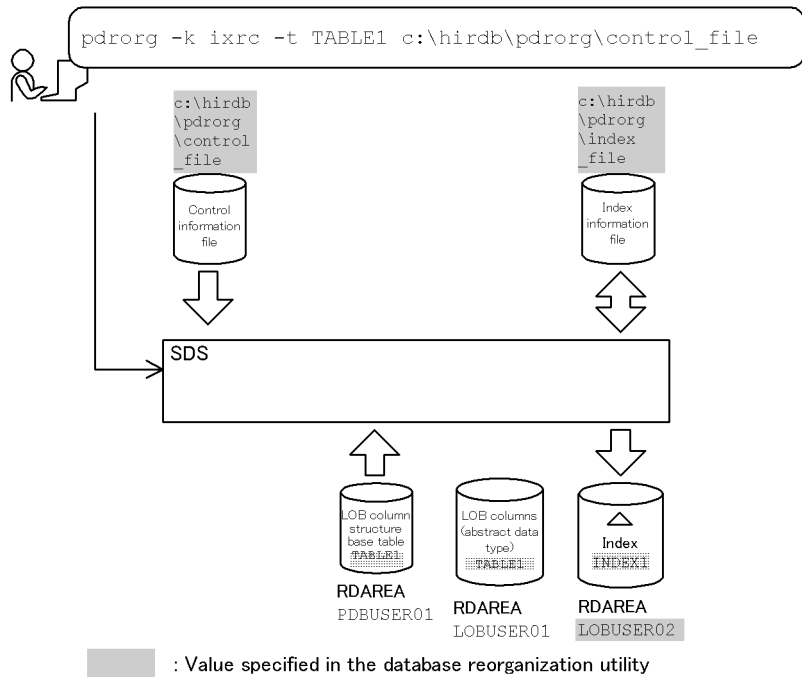 pdrorg -k ixrc -t TABLE1 c:\hirdb\pdrorg\control_file
c:\hirdb
\pdrorg
\control
_file
c:\hirdb
\pdrorg
\index
_file
Control
information
file
Index
information
file
SDS
LOB column
structure
base table
TABLE1
RDAREA
PDBUSER01
LOB columns
(abstract data
type)
TABLE1
RDAREA
LOBUSER01
Index
INDEX1
RDAREA
LOBUSER02
: Value specified in the database reorganization utility